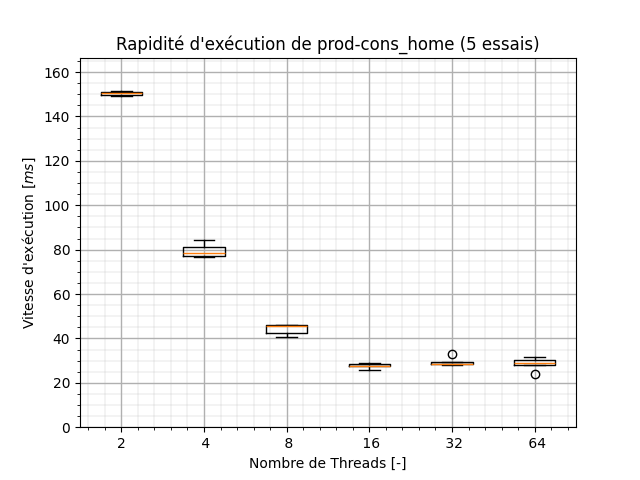 Rapidité d'exécution de prod-cons_home (5 essais)
Vitesse d'exécution [ms]
160
140
120
100
80
60
40
20
0
2 4 8 16 32 64
Nombre de Threads [-]